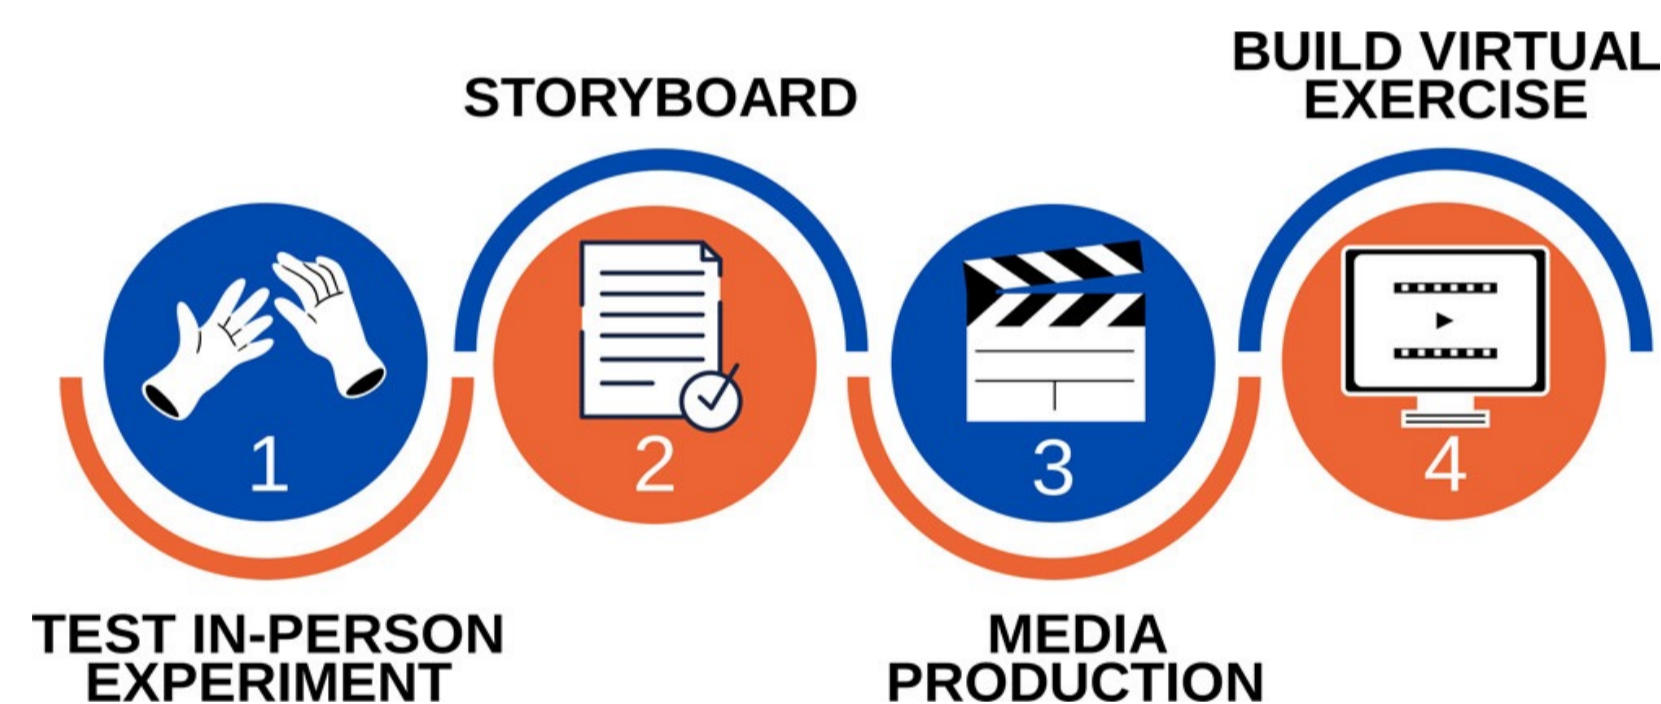 TEST IN-PERSON
EXPERIMENT
1
STORYBOARD
2
MEDIA
PRODUCTION
3
BUILD VIRTUAL
EXERCISE
4